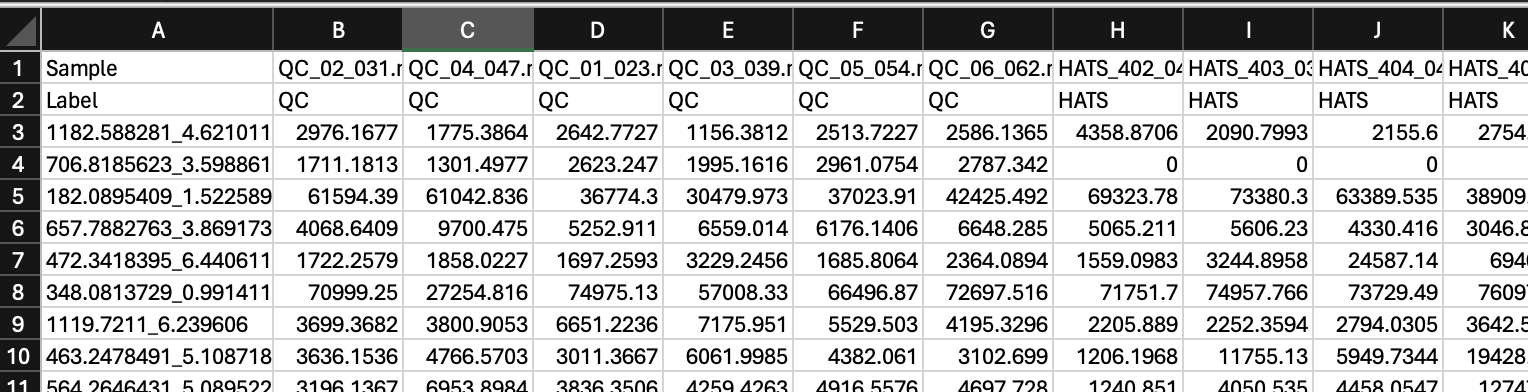 A B C D E F G H I J K
1 Sample QC_02_031.r QC_04_047.r QC_01_023.r QC_03_039.r QC_05_054.r QC_06_062.r HATS_402_04 HATS_403_03 HATS_404_04 HATS_40
2 Label QC QC QC QC QC QC HATS HATS HATS HATS
3 1182.588281_4.621011 2976.1677 1775.3864 2642.7727 1156.3812 2513.7227 2586.1365 4358.8706 2090.7993 2155.6 2754.
4 706.8185623_3.598861 1711.1813 1301.4977 2623.247 1995.1616 2961.0754 2787.342 0 0 0
5 182.0895409_1.522589 61594.39 61042.836 36774.3 30479.973 37023.91 42425.492 69323.78 73380.3 63389.535 38909.
6 657.7882763_3.869173 4068.6409 9700.475 5252.911 6559.014 6176.1406 6648.285 5065.211 5606.23 4330.416 3046.8
7 472.3418395_6.440611 1722.2579 1858.0227 1697.2593 3229.2456 1685.8064 2364.0894 1559.0983 3244.8958 24587.14 694
8 348.0813729_0.991411 70999.25 27254.816 74975.13 57008.33 66496.87 72697.516 71751.7 74957.766 73729.49 7609
9 1119.7211_6.239606 3699.3682 3800.9053 6651.2236 7175.951 5529.503 4195.3296 2205.889 2252.3594 2794.0305 3642.5
10 463.2478491_5.108718 3636.1536 4766.5703 3011.3667 6061.9985 4382.061 3102.699 1206.1968 11755.13 5949.7344 19428.
11 564.2646431_5.089522 3196.1367 6953.8984 3836.3506 4259.4263 4916.5576 4697.728 1240.851 4050.535 4458.0547 1274